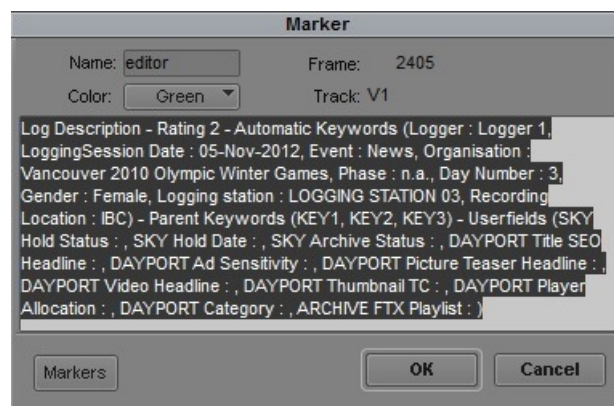 Marker
Name: editor Frame: 2405
Color: Green Track: V1
Log Description - Rating 2 - Automatic Keywords (Logger : Logger 1,
LoggingSession Date : 05-Nov-2012, Event : News, Organisation :
Vancouver 2010 Olympic Winter Games, Phase : n.a., Day Number : 3,
Gender : Female, Logging station : LOGGING STATION 03, Recording
Location : IBC) - Parent Keywords (KEY1, KEY2, KEY3) - Userfields (SKY
Hold Status : , SKY Hold Date : , SKY Archive Status : , DAYPORT Title SEO
Headline : , DAYPORT Ad Sensitivity : , DAYPORT Picture Teaser Headline : ,
DAYPORT Video Headline : , DAYPORT Thumbnail TC : , DAYPORT Player
Allocation : , DAYPORT Category : , ARCHIVE FTX Playlist : )
Markers OK Cancel